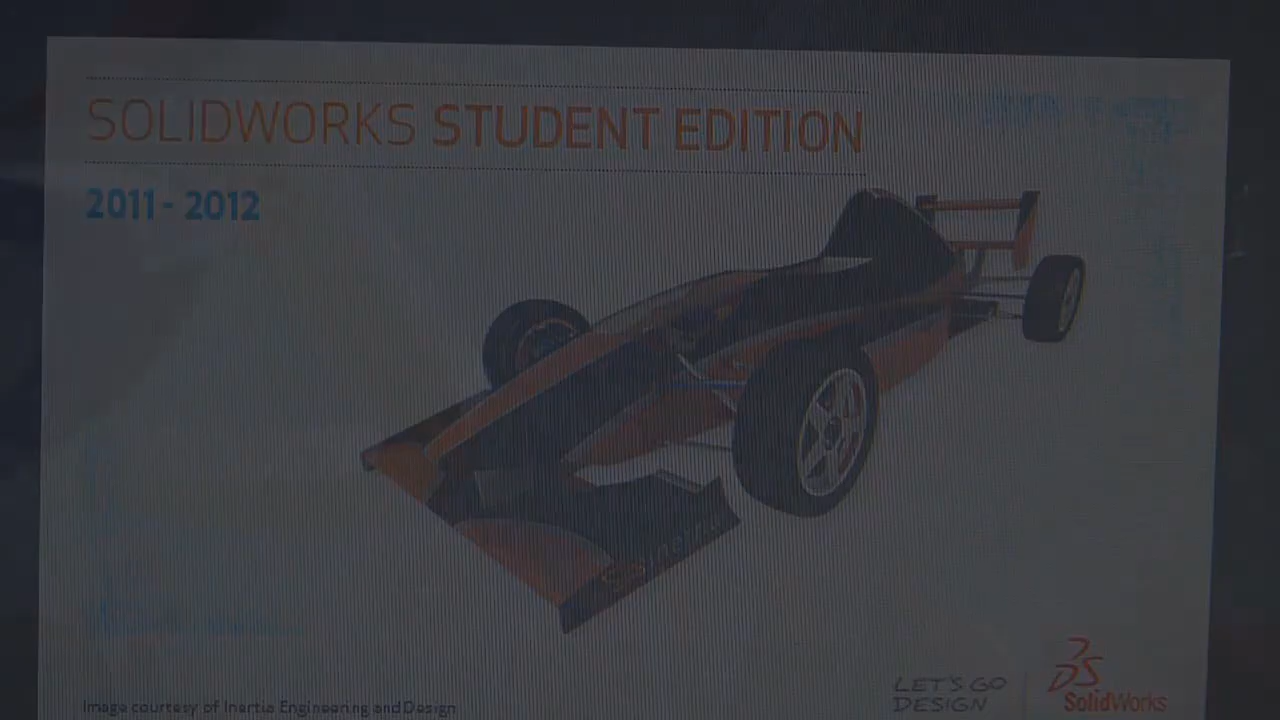 SOLIDWORKS STUDENT EDITION
2011 - 2012
LET'S GO
DESIGN
SolidWorks
Image courtesy of Inertia Engineering and Design